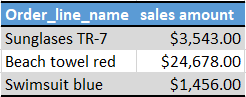 Order_line_name sales amount
Sunglases TR-7 $3,543.00
Beach towel red $24,678.00
Swimsuit blue $1,456.00